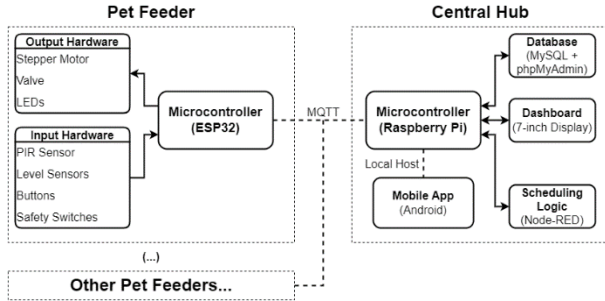 Pet Feeder
Output Hardware
Stepper Motor
Valve
LEDs
Input Hardware
PIR Sensor
Level Sensors
Buttons
Safety Switches
Microcontroller
(ESP32)
MQTT
(...)
Other Pet Feeders...
Central Hub
Microcontroller
(Raspberry Pi)
Local Host
Mobile App
(Android)
Database
(MySQL +
phpMyAdmin)
Dashboard
(7-inch Display)
Scheduling
Logic
(Node-RED)